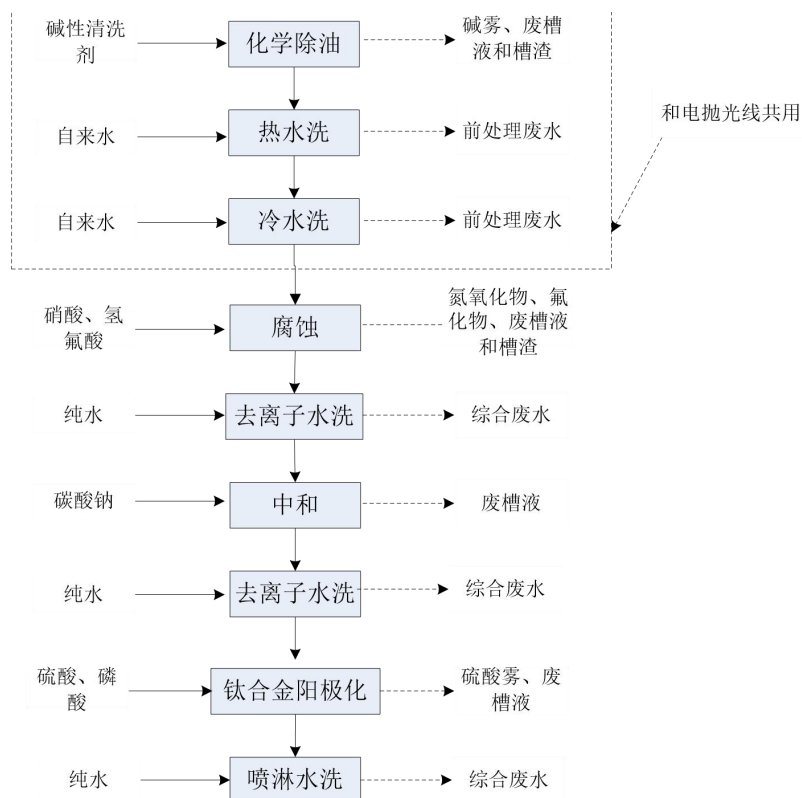 碱性清洗
剂
化学除油
碱雾、废槽
液和槽渣
和电抛光线共用
自来水
热水洗
前处理废水
自来水
冷水洗
前处理废水
硝酸、氢
氟酸
腐蚀
氮氧化物、氟
化物、废槽液
和槽渣
纯水
去离子水洗
综合废水
碳酸钠
中和
废槽液
纯水
去离子水洗
综合废水
硫酸、磷
酸
钛合金阳极化
硫酸雾、废
槽液
纯水
喷淋水洗
综合废水